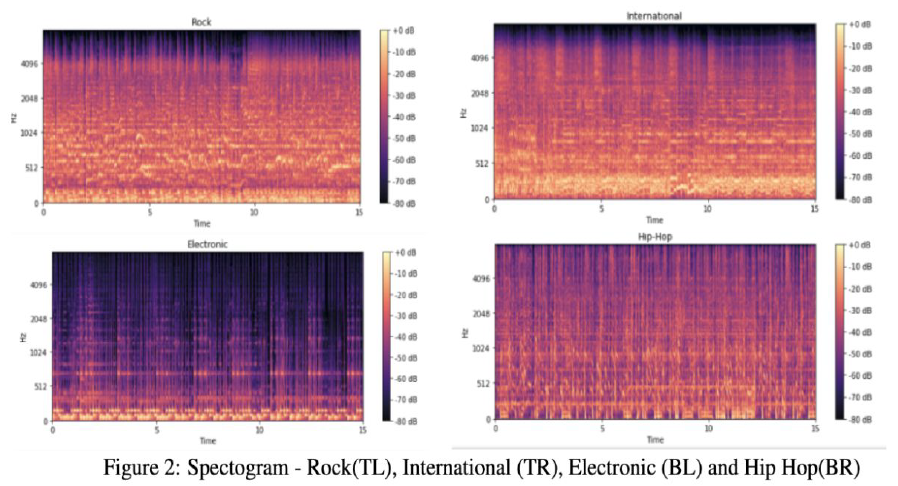 Rock
4096
2048
1024
512
0
Hz
0 5 10 15
Time
+0 dB
-10 dB
-20 dB
-30 dB
-40 dB
-50 dB
-60 dB
-70 dB
-80 dB
International
4096
2048
1024
512
0
Hz
0 5 10 15
Time
+0 dB
-10 dB
-20 dB
-30 dB
-40 dB
-50 dB
-60 dB
-70 dB
-80 dB
Electronic
4096
2048
1024
512
0
Hz
0 5 10 15
Time
+0 dB
-10 dB
-20 dB
-30 dB
-40 dB
-50 dB
-60 dB
-70 dB
-80 dB
Hip-Hop
4096
2048
1024
512
0
Hz
0 5 10 15
Time
+0 dB
-10 dB
-20 dB
-30 dB
-40 dB
-50 dB
-60 dB
-70 dB
-80 dB
Figure 2: Spectogram - Rock(TL), International (TR), Electronic (BL) and Hip Hop(BR)